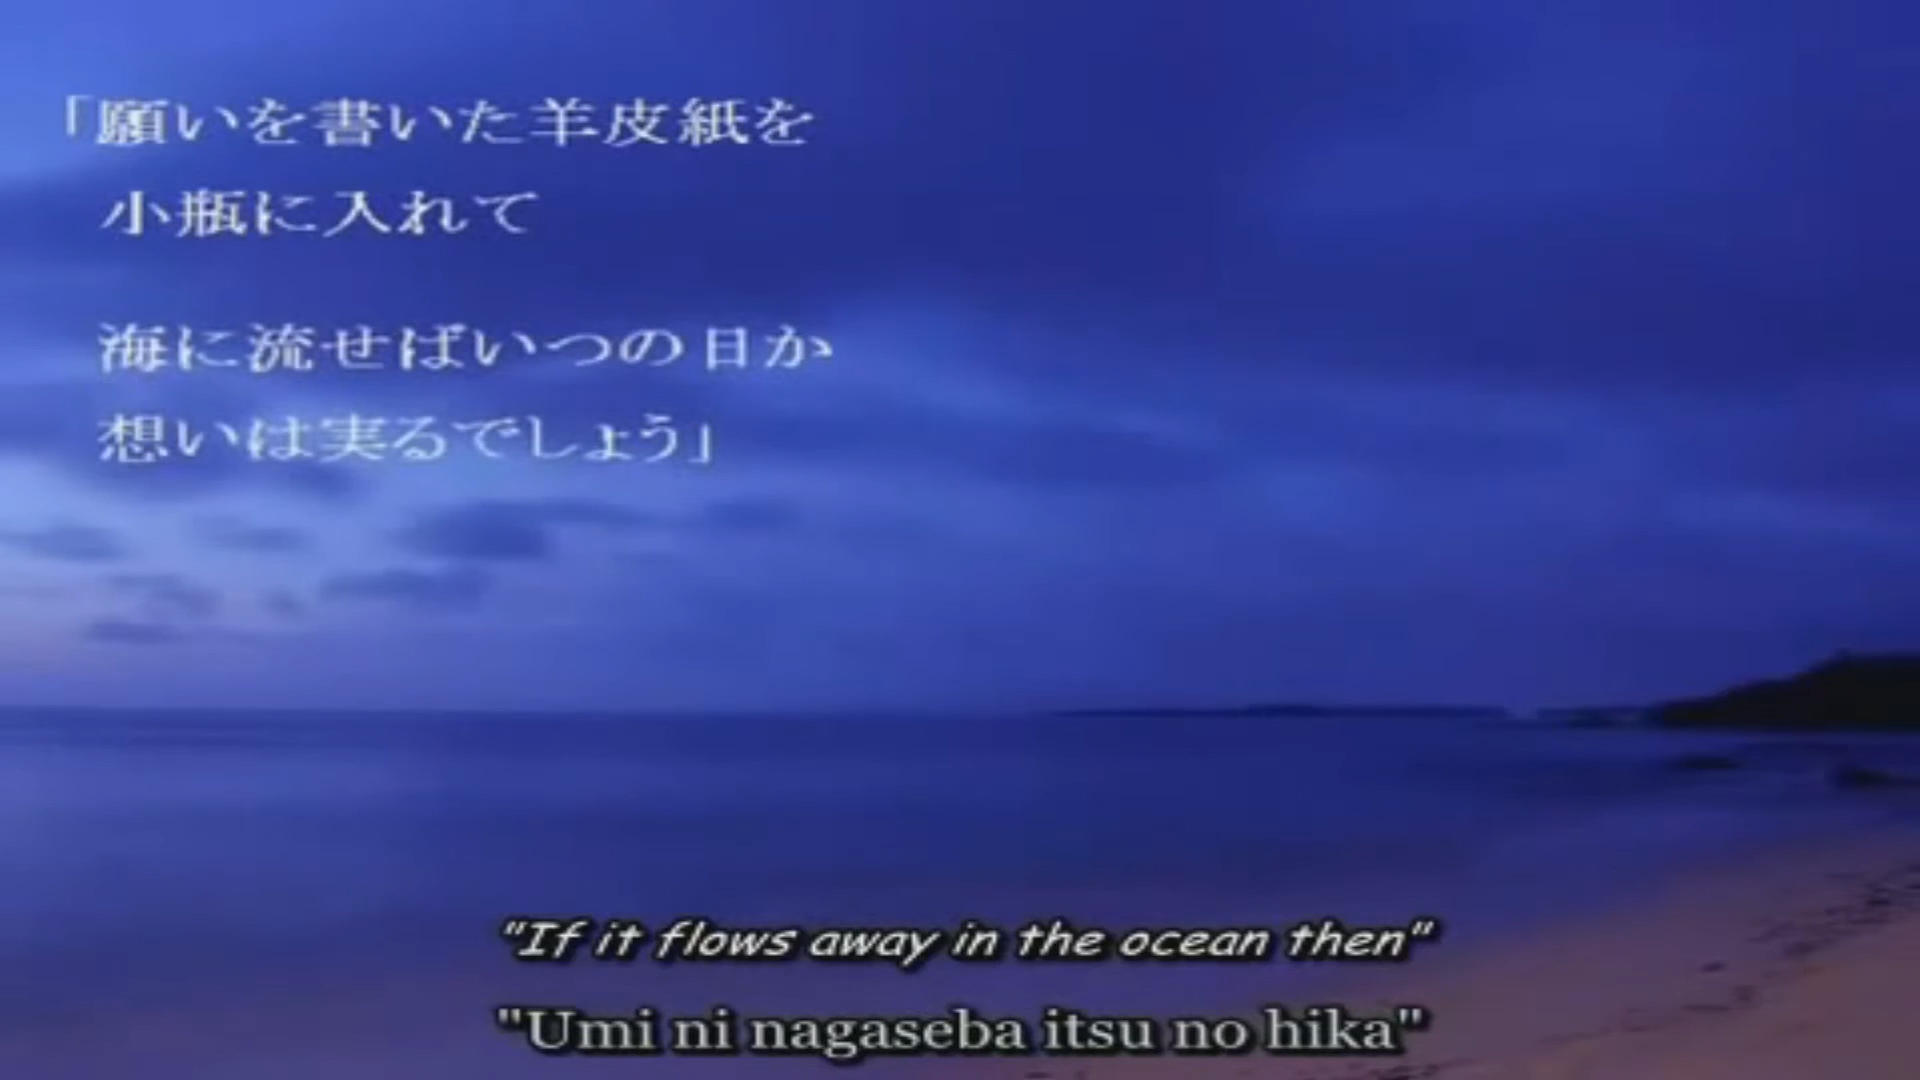 「願いを書いた羊皮紙を
小瓶に入れて
海に流せばいつの日か
想いは実るでしょう」
"If it flows away in the ocean then"
"Umi ni nagaseba itsu no hika"